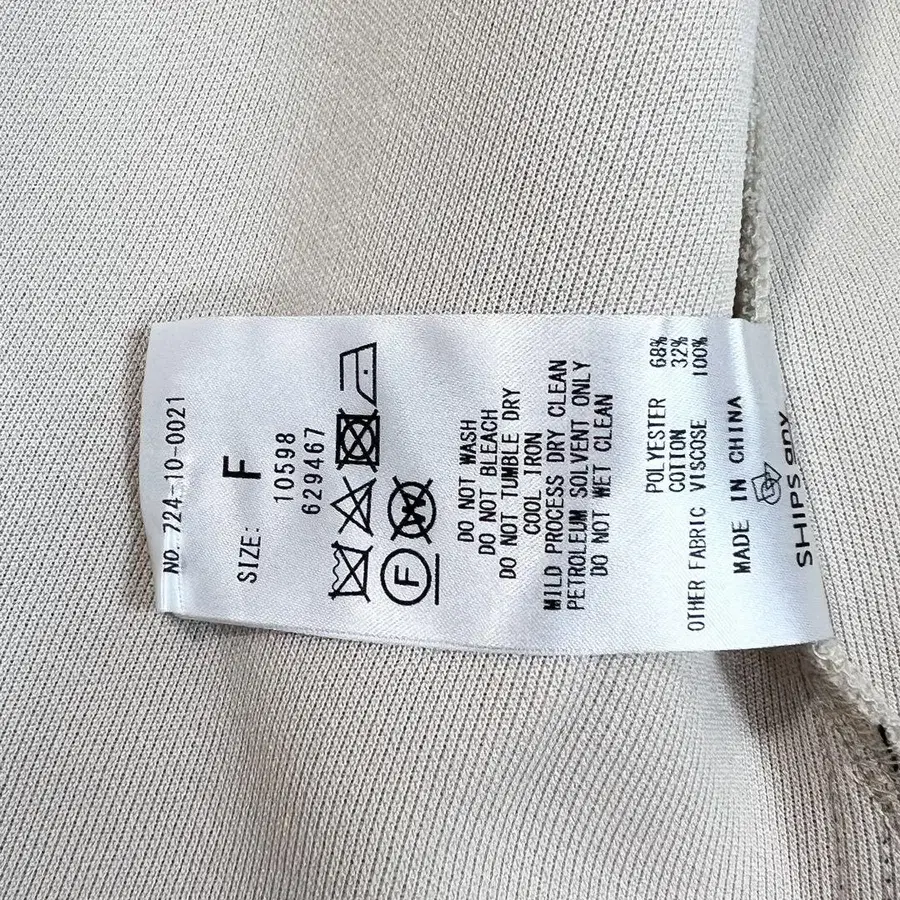 NO. 724-10-0021
SIZE: F
10598
629467
F W
DO NOT WASH
DO NOT BLEACH
DO NOT TUMBLE DRY
COOL IRON
MILD PROCESS DRY CLEAN
PETROLEUM SOLVENT ONLY
DO NOT WET CLEAN
POLYESTER 68%
COTTON 32%
OTHER FABRIC VISCOSE 100%
MADE IN CHINA
SHIPS any